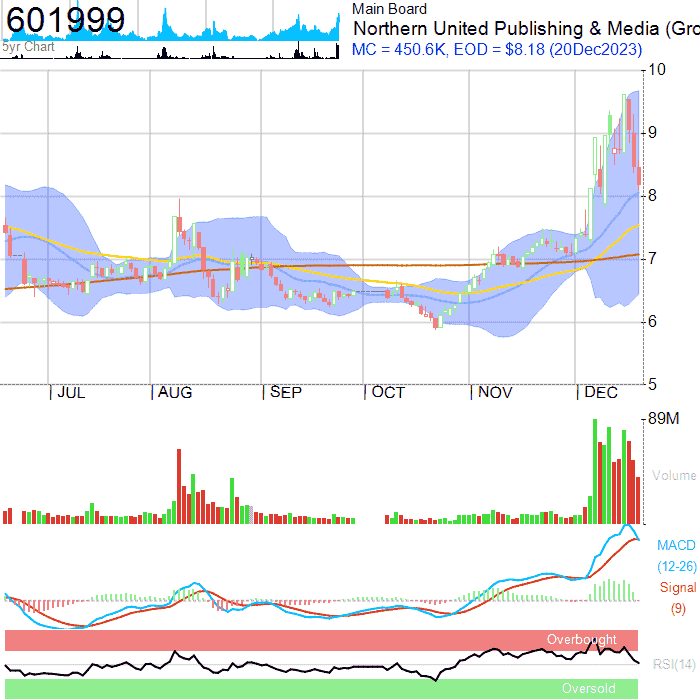 601999
Main Board
Northern United Publishing & Media (Gro
MC = 450.6K, EOD = $8.18 (20Dec2023)
5yr Chart
10
9
8
7
6
5
JUL
AUG
SEP
OCT
NOV
DEC
89M
Volume
MACD
(12-26)
Signal
(9)
Overbought
RSI(14)
Oversold